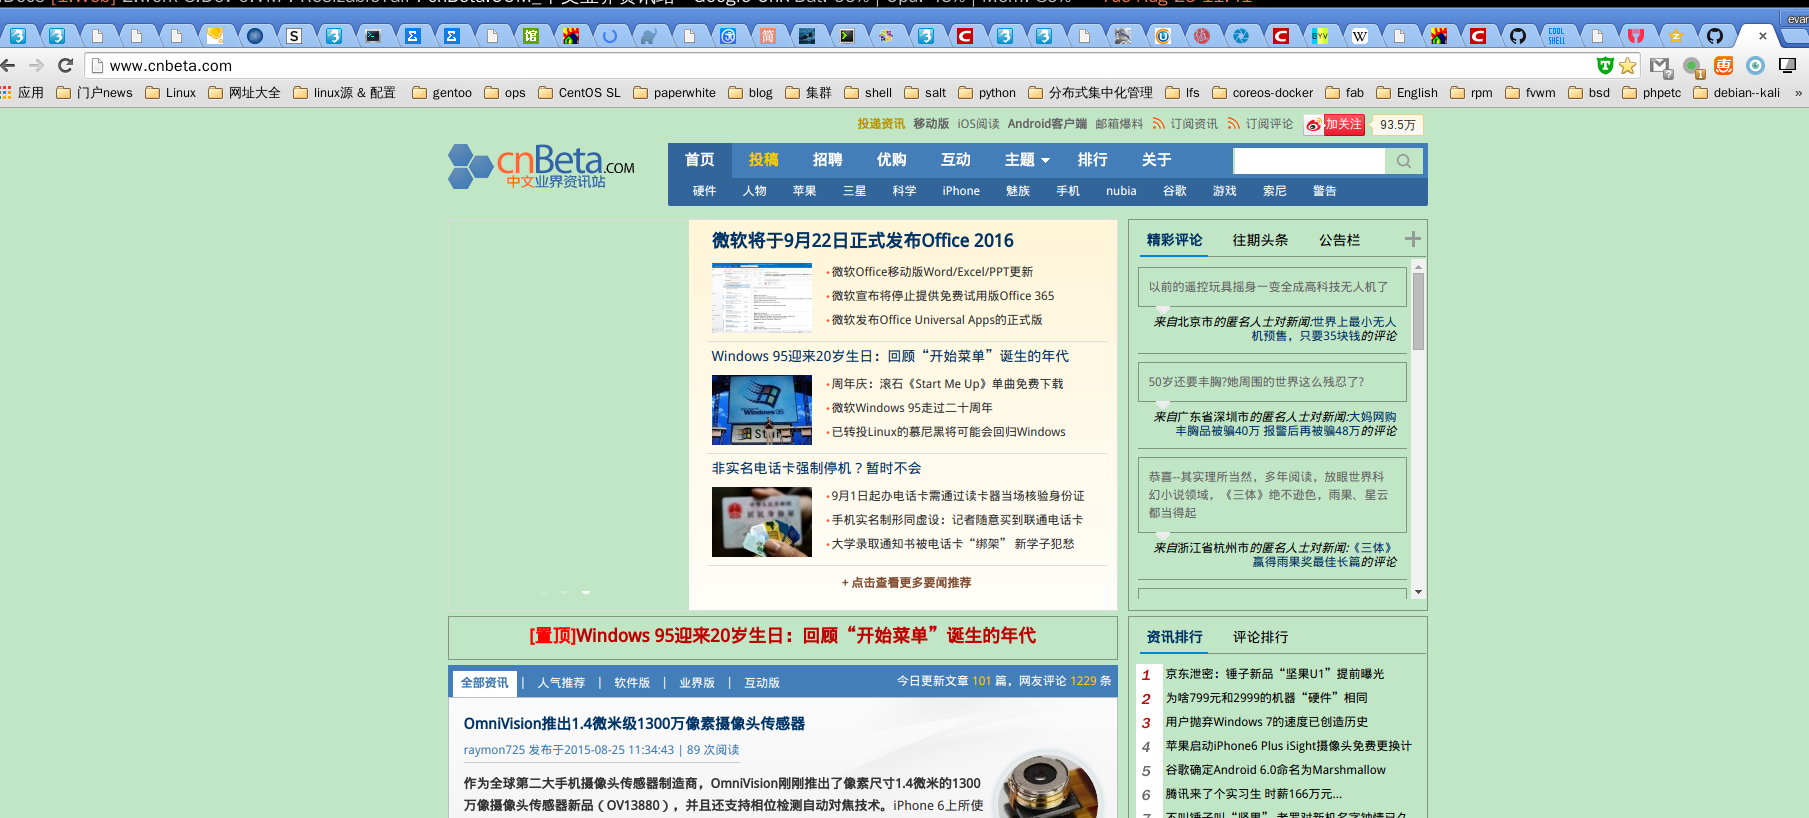 www.cnbeta.com
应用 门户news Linux 网址大全 linux源 & 配置 gentoo ops CentOS SL paperwhite blog 集群 shell salt python 分布式集中化管理 lfs coreos-docker fab English rpm fvwm bsd phpetc debian--kali »
投递资讯 移动版 iOS阅读 Android客户端 邮箱爆料 订阅资讯 订阅评论 加关注 93.5万
cnBeta.COM
中文业界资讯站
首页 投稿 招聘 优购 互动 主题 排行 关于
硬件 人物 苹果 三星 科学 iPhone 魅族 手机 nubia 谷歌 游戏 索尼 警告
微软将于9月22日正式发布Office 2016
微软Office移动版Word/Excel/PPT更新
微软宣布将停止提供免费试用版Office 365
微软发布Office Universal Apps的正式版
Windows 95迎来20岁生日：回顾“开始菜单”诞生的年代
周年庆：滚石《Start Me Up》单曲免费下载
微软Windows 95走过二十周年
已转投Linux的慕尼黑将可能会回归Windows
非实名电话卡强制停机？暂时不会
9月1日起办电话卡需通过读卡器当场核验身份证
手机实名制形同虚设：记者随意买到联通电话卡
大学录取通知书被电话卡“绑架” 新学子犯愁
+ 点击查看更多要闻推荐
精彩评论 往期头条 公告栏
以前的遥控玩具摇身一变全成高科技无人机了
来自北京市的匿名人士对新闻:世界上最小无人
机预售，只要35块钱的评论
50岁还要丰胸?她周围的世界这么残忍了?
来自广东省深圳市的匿名人士对新闻:大妈网购
丰胸品被骗40万 报警后再被骗48万的评论
恭喜--其实理所当然，多年阅读，放眼世界科
幻小说领域，《三体》绝不逊色，雨果、星云
都当得起
来自浙江省杭州市的匿名人士对新闻:《三体》
赢得雨果奖最佳长篇的评论
[置顶]Windows 95迎来20岁生日：回顾“开始菜单”诞生的年代
全部资讯 | 人气推荐 | 软件版 | 业界版 | 互动版 今日更新文章 101 篇，网友评论 1229 条
OmniVision推出1.4微米级1300万像素摄像头传感器
raymon725 发布于2015-08-25 11:34:43 | 89 次阅读
作为全球第二大手机摄像头传感器制造商，OmniVision刚刚推出了像素尺寸1.4微米的1300
万像摄像头传感器新品（OV13880），并且还支持相位检测自动对焦技术。iPhone 6上所使
资讯排行 评论排行
1 京东泄密：锤子新品“坚果U1”提前曝光
2 为啥799元和2999的机器“硬件”相同
3 用户抛弃Windows 7的速度已创造历史
4 苹果启动iPhone6 Plus iSight摄像头免费更换计
5 谷歌确定Android 6.0命名为Marshmallow
6 腾讯来了个实习生 时薪166万元...